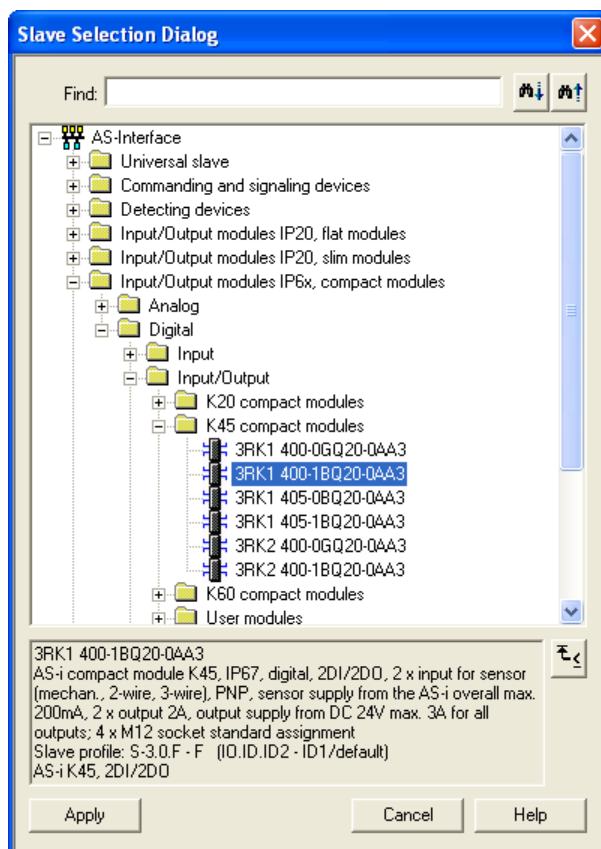 Slave Selection Dialog
Find:
AS-Interface
Universal slave
Commanding and signaling devices
Detecting devices
Input/Output modules IP20, flat modules
Input/Output modules IP20, slim modules
Input/Output modules IP6x, compact modules
Analog
Digital
Input
Input/Output
K20 compact modules
K45 compact modules
3RK1 400-0GQ20-0AA3
3RK1 400-1BQ20-0AA3
3RK1 405-0BQ20-0AA3
3RK1 405-1BQ20-0AA3
3RK2 400-0GQ20-0AA3
3RK2 400-1BQ20-0AA3
K60 compact modules
User modules
3RK1 400-1BQ20-0AA3
AS-i compact module K45, IP67, digital, 2DI/2DO, 2 x input for sensor
(mechan., 2-wire, 3-wire), PNP, sensor supply from the AS-i overall max.
200mA, 2 x output 2A, output supply from DC 24V max. 3A for all
outputs; 4 x M12 socket standard assignment
Slave profile: S-3.0.F - F (IO.ID.ID2 - ID1/default)
AS-i K45, 2DI/2DO
Apply
Cancel
Help